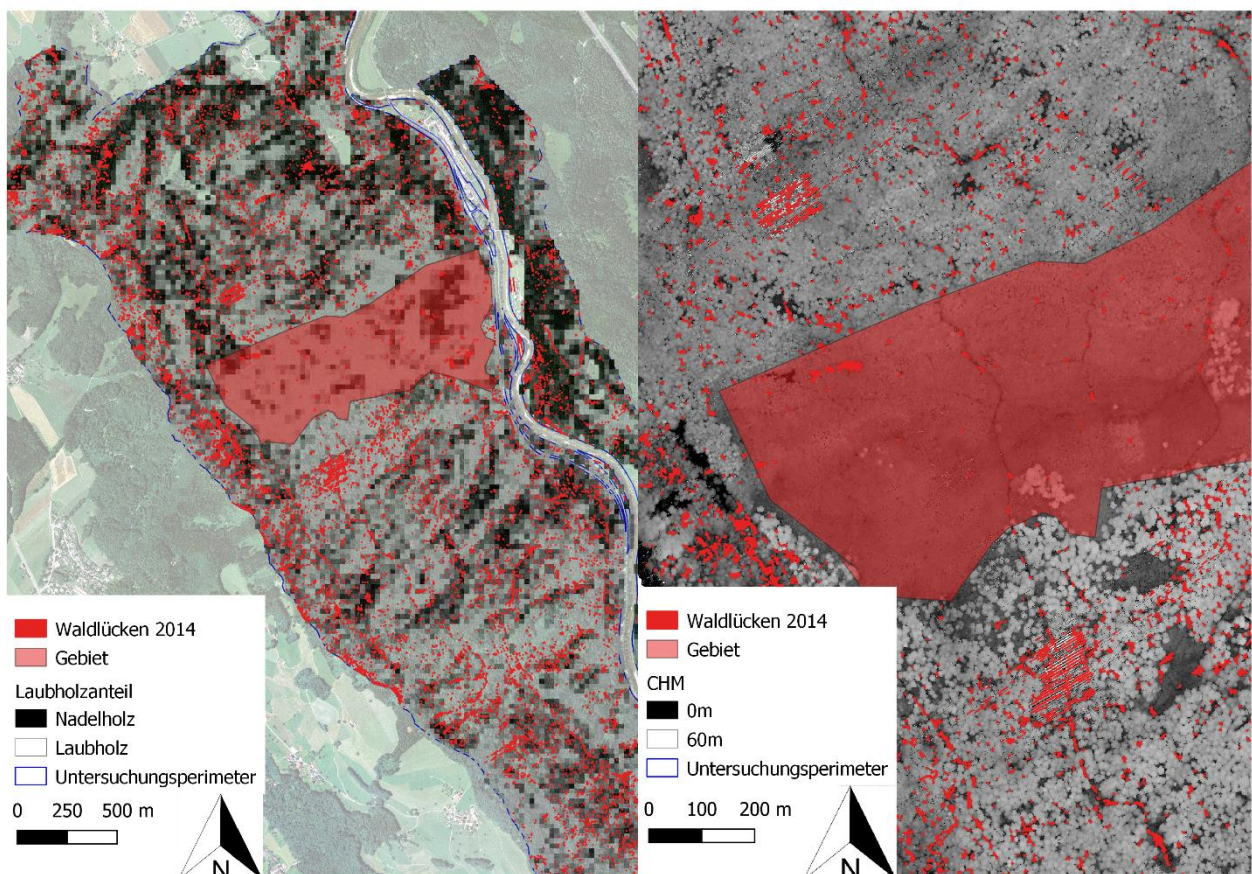 Waldlücken 2014
Gebiet
Laubholzanteil
Nadelholz
Laubholz
Untersuchungsperimeter
0 250 500 m
N
Waldlücken 2014
Gebiet
CHM
0m
60m
Untersuchungsperimeter
0 100 200 m
N